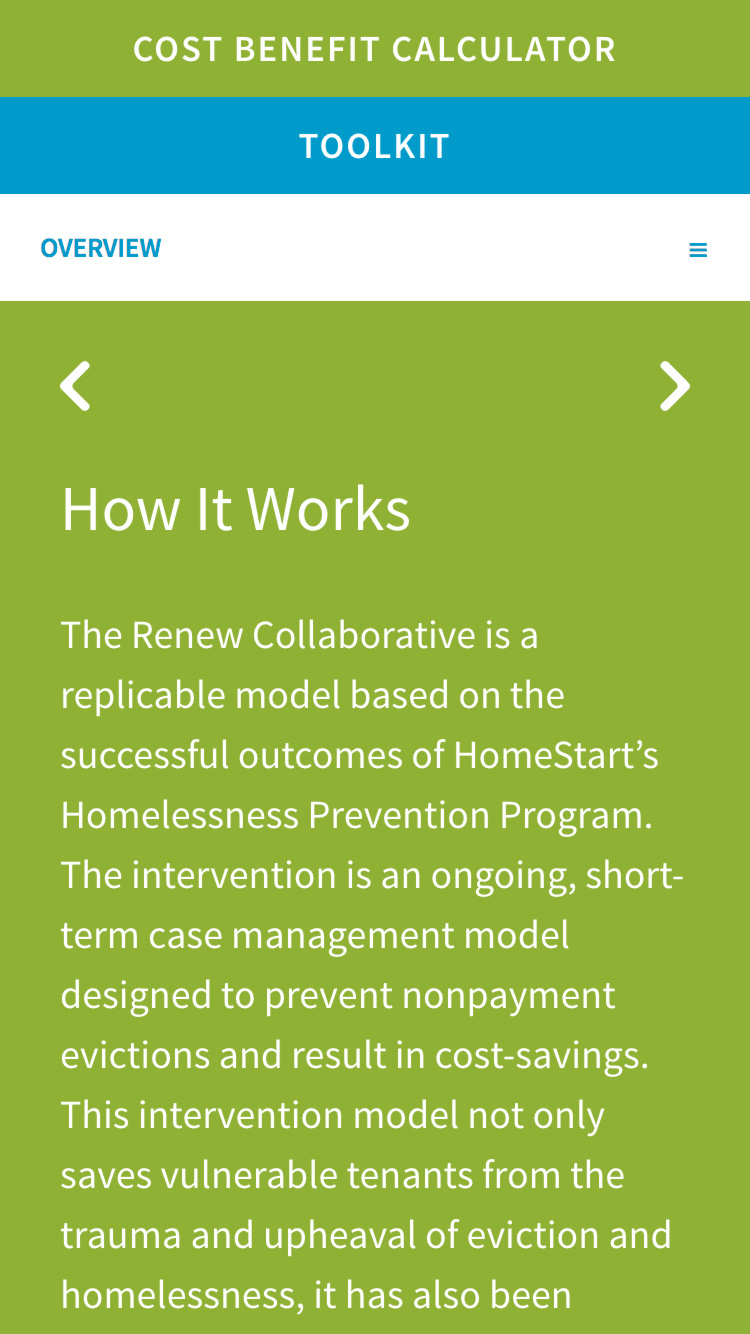 COST BENEFIT CALCULATOR
TOOLKIT
OVERVIEW
How It Works
The Renew Collaborative is a
replicable model based on the
successful outcomes of HomeStart’s
Homelessness Prevention Program.
The intervention is an ongoing, short-
term case management model
designed to prevent nonpayment
evictions and result in cost-savings.
This intervention model not only
saves vulnerable tenants from the
trauma and upheaval of eviction and
homelessness, it has also been